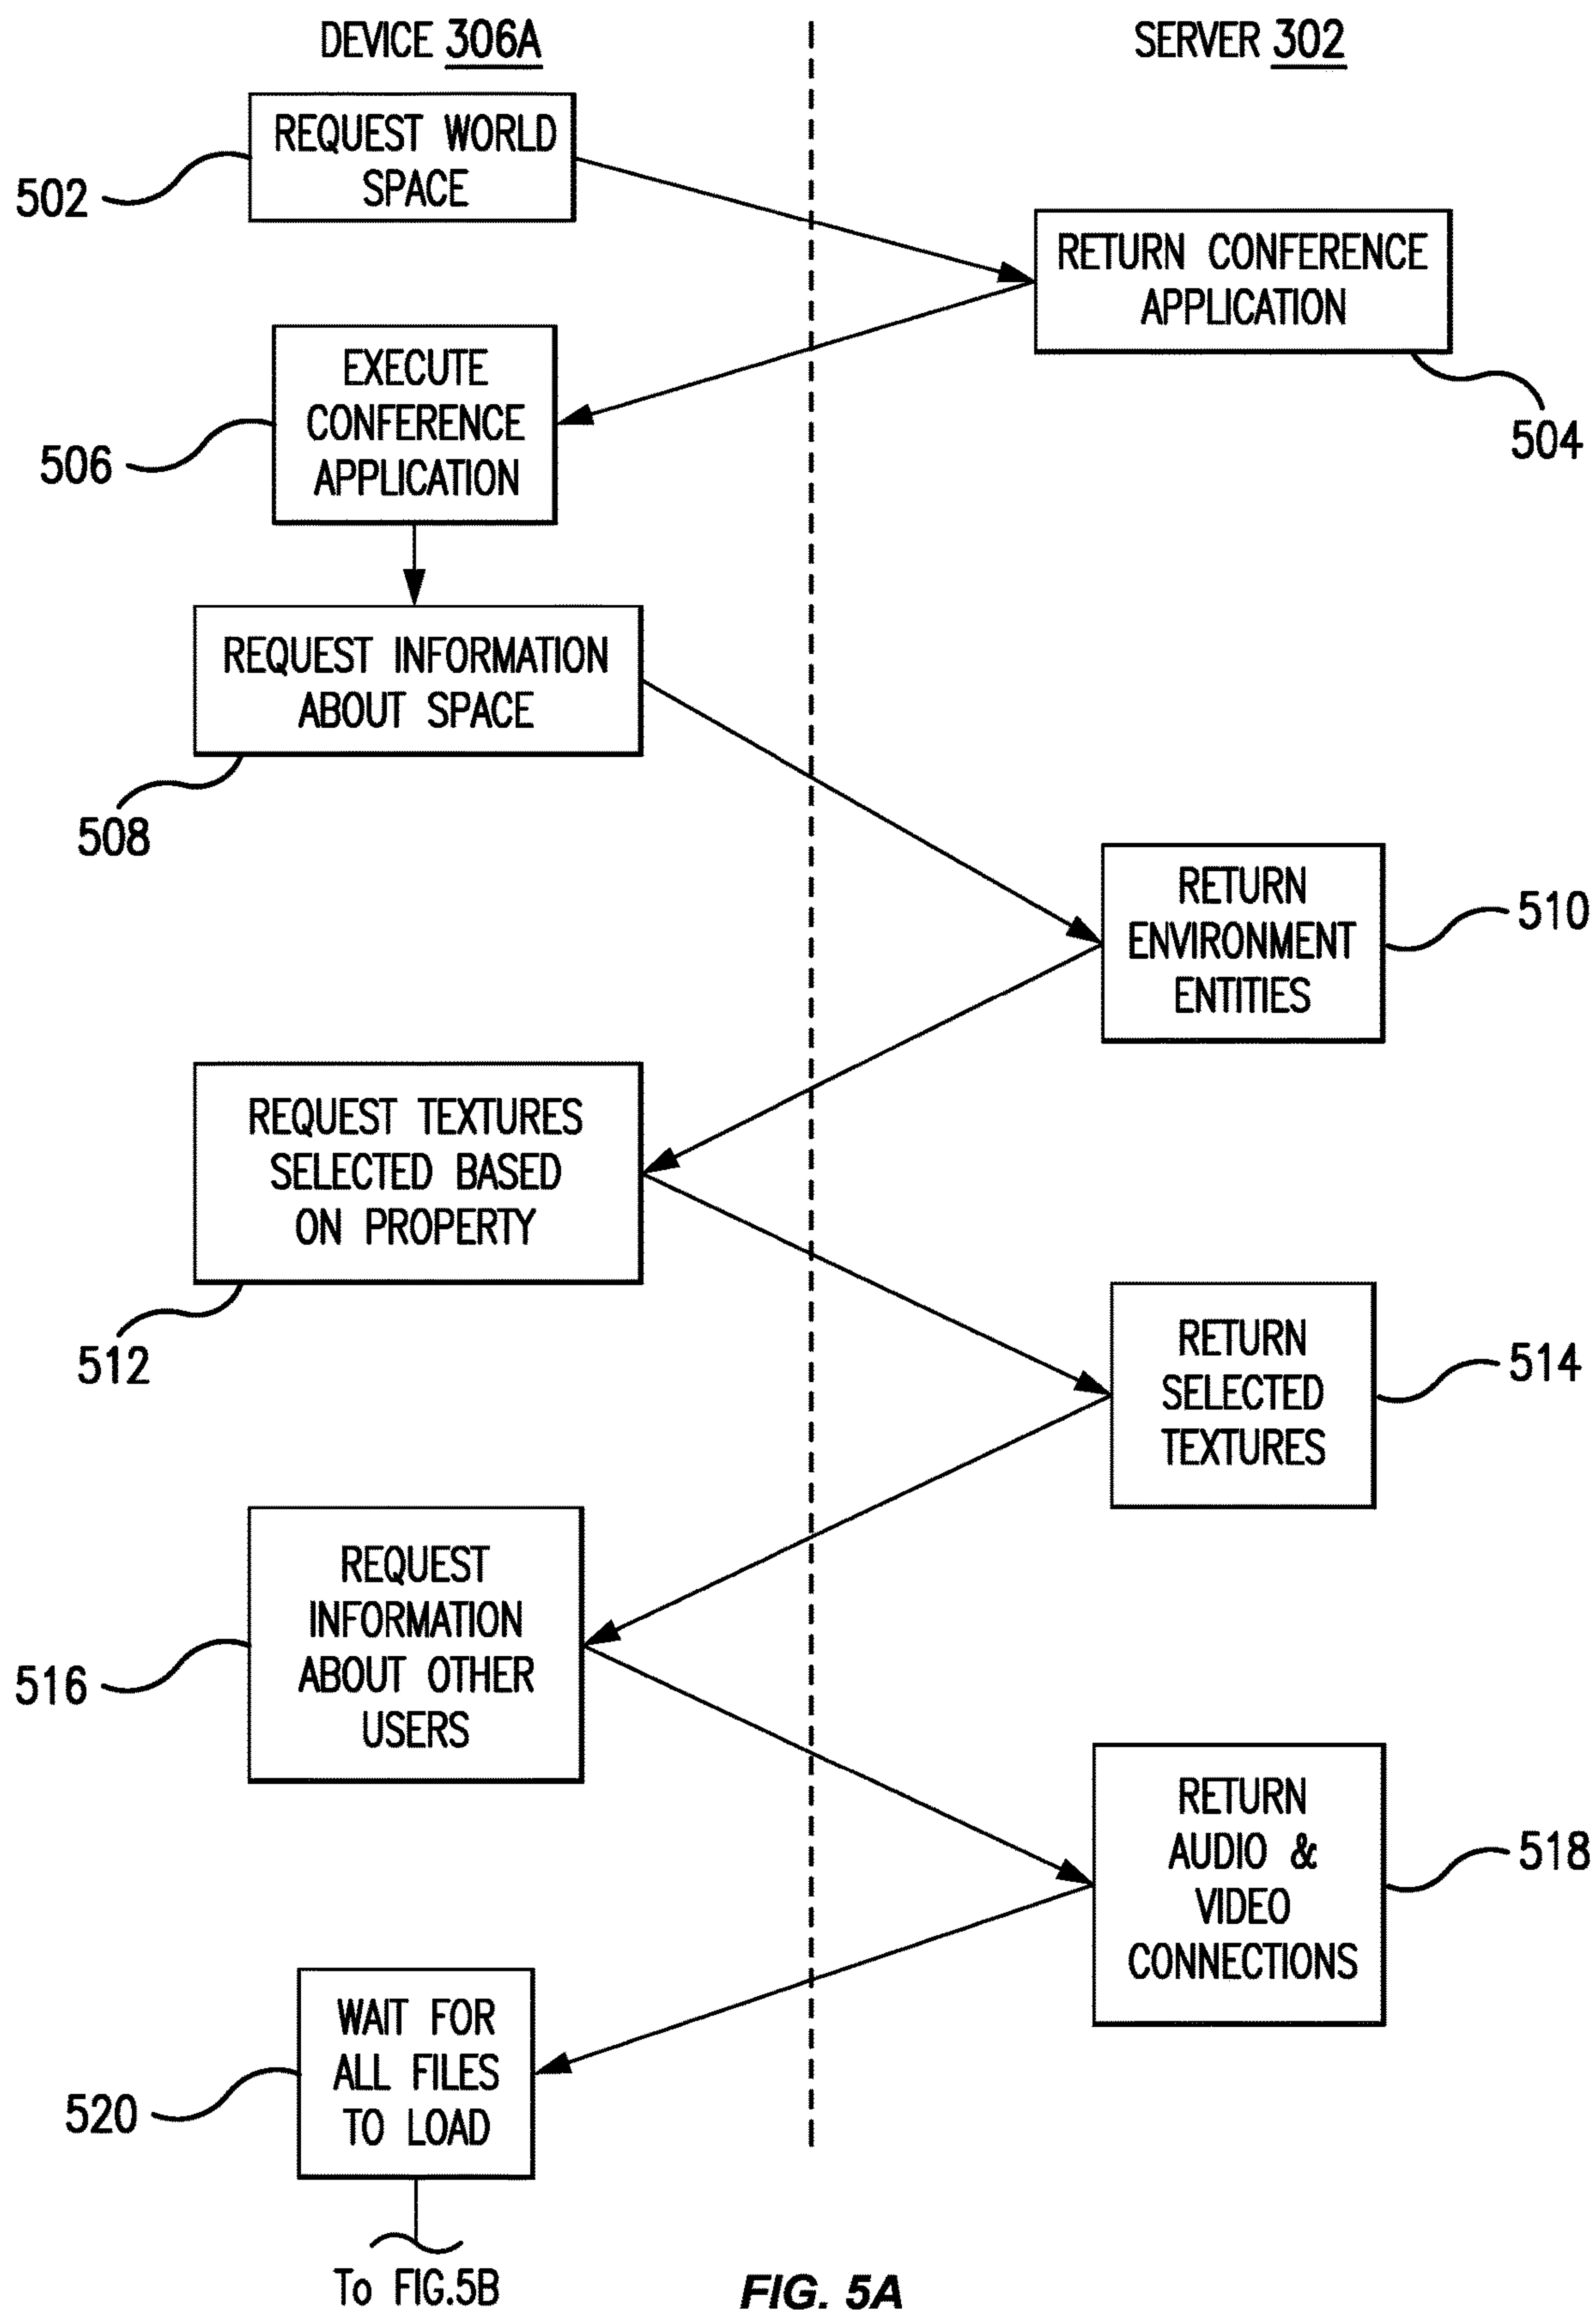 DEVICE 306A
SERVER 302
REQUEST WORLD
SPACE
502
RETURN CONFERENCE
APPLICATION
504
EXECUTE
CONFERENCE
APPLICATION
506
REQUEST INFORMATION
ABOUT SPACE
508
RETURN
ENVIRONMENT
ENTITIES
510
REQUEST TEXTURES
SELECTED BASED
ON PROPERTY
512
RETURN
SELECTED
TEXTURES
514
REQUEST
INFORMATION
ABOUT OTHER
USERS
516
RETURN
AUDIO &
VIDEO
CONNECTIONS
518
WAIT FOR
ALL FILES
TO LOAD
520
To FIG.5B
FIG. 5A